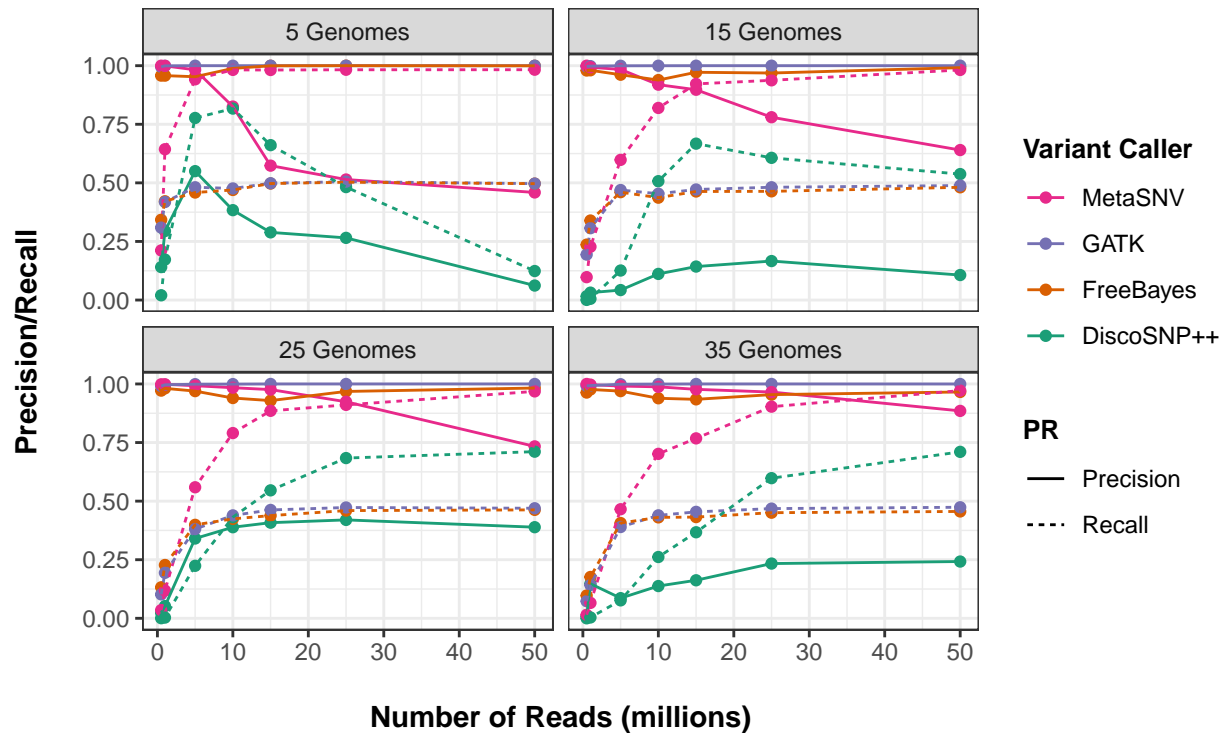 5 Genomes
15 Genomes
1.00
0.75
0.50
0.25
0.00
25 Genomes
35 Genomes
1.00
0.75
0.50
0.25
0.00
0 10 20 30 40 50
0 10 20 30 40 50
Number of Reads (millions)
Precision/Recall
Variant Caller
MetaSNV
GATK
FreeBayes
DiscoSNP++
PR
Precision
Recall